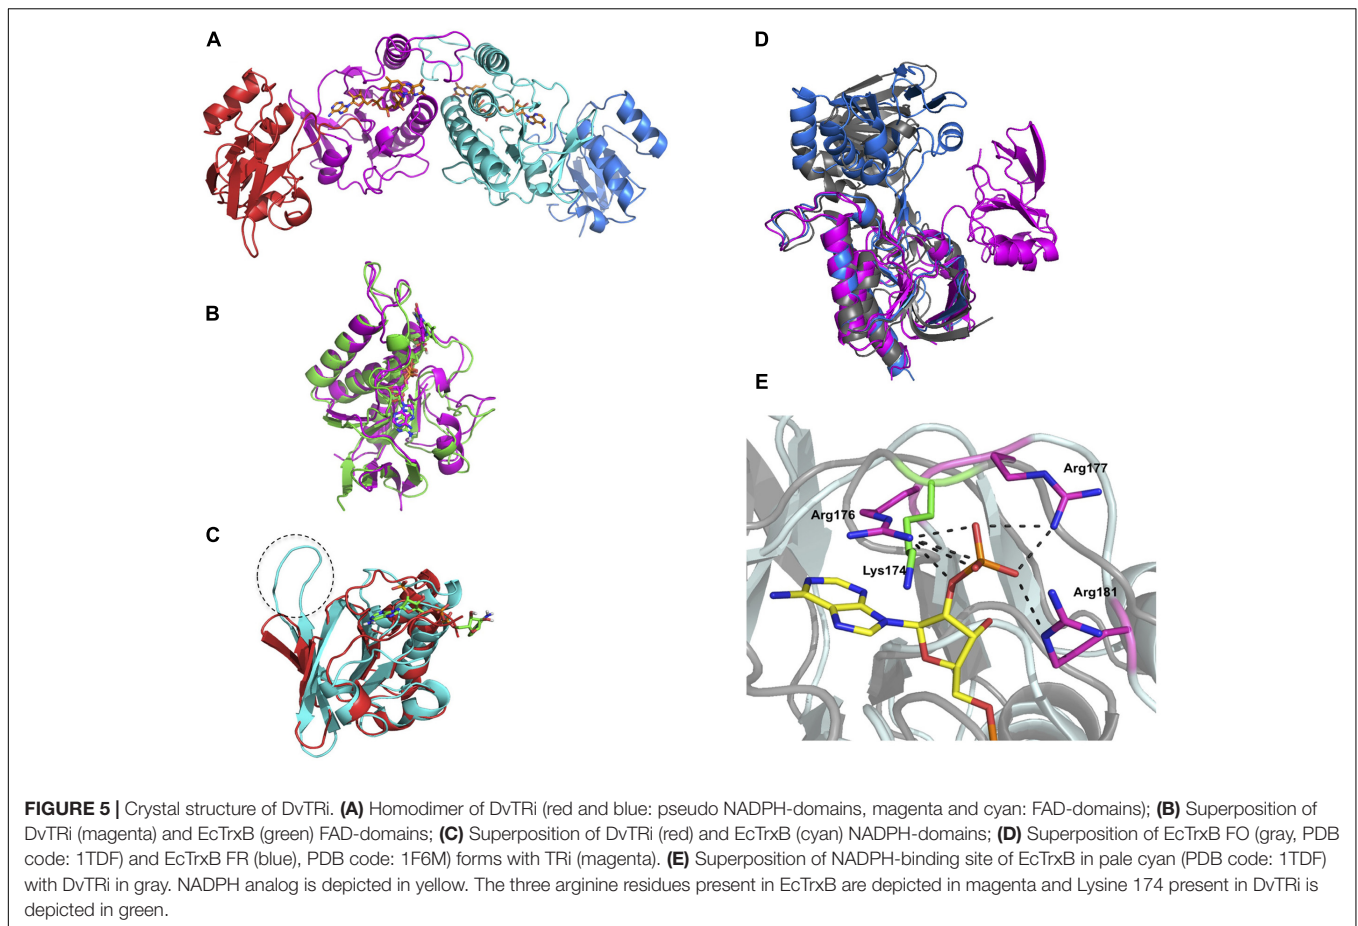 A
D
B
E
Arg177
Arg176
Lys174
Arg181
C
FIGURE 5 | Crystal structure of DvTRi. (A) Homodimer of DvTRi (red and blue: pseudo NADPH-domains, magenta and cyan: FAD-domains); (B) Superposition of
DvTRi (magenta) and EcTrxB (green) FAD-domains; (C) Superposition of DvTRi (red) and EcTrxB (cyan) NADPH-domains; (D) Superposition of EcTrxB FO (gray, PDB
code: 1TDF) and EcTrxB FR (blue), PDB code: 1F6M) forms with TRi (magenta). (E) Superposition of NADPH-binding site of EcTrxB in pale cyan (PDB code: 1TDF)
with DvTRi in gray. NADPH analog is depicted in yellow. The three arginine residues present in EcTrxB are depicted in magenta and Lysine 174 present in DvTRi is
depicted in green.